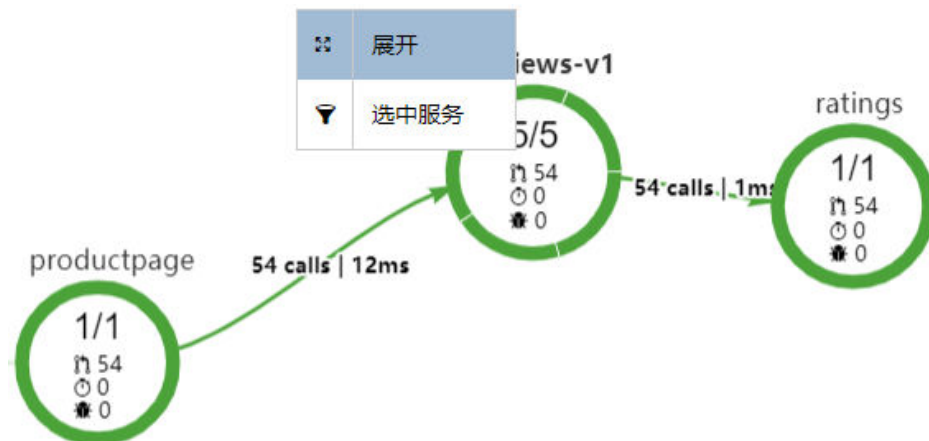 展开
选中服务
iews-v1
5/5
54
0
0
ratings
1/1
54
0
0
54 calls | 1ms
productpage
1/1
54
0
0
54 calls | 12ms